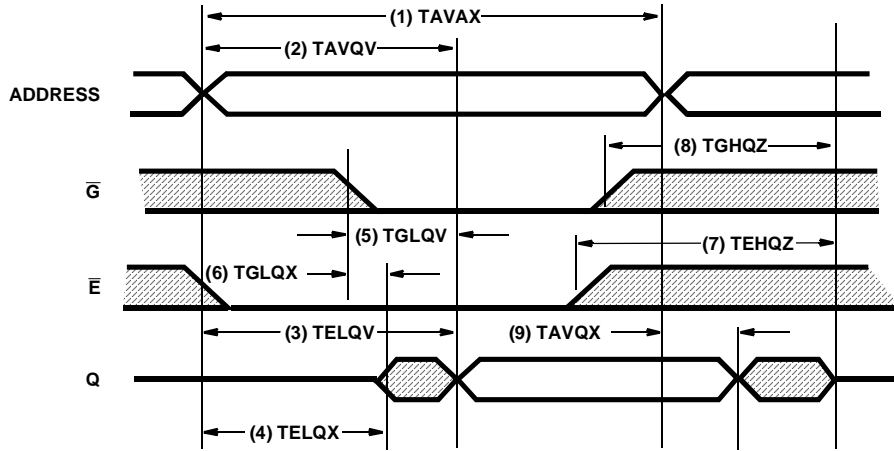 (1) TAVAX
(2) TAVQV
ADDRESS
(8) TGHQZ
G̅
(5) TGLQV
(7) TEHQZ
(6) TGLQX
E̅
(3) TELQV
(9) TAVQX
Q
(4) TELQX